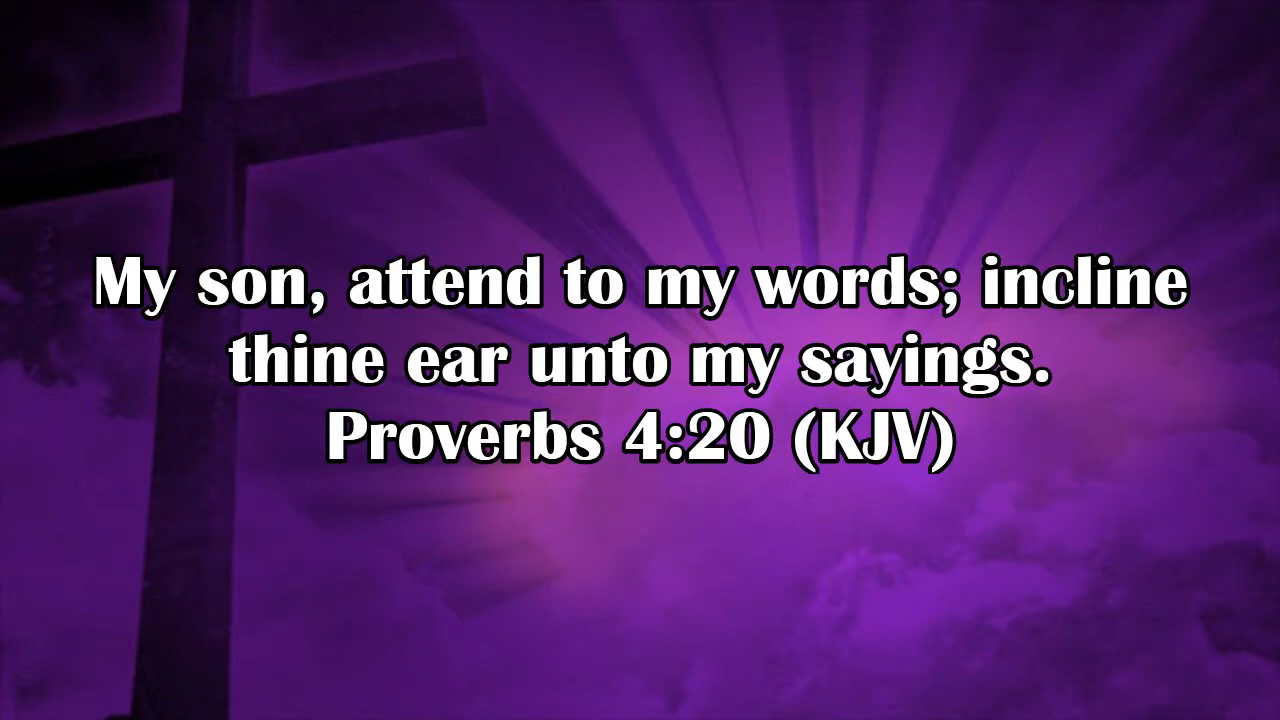 My son, attend to my words; incline
thine ear unto my sayings.
Proverbs 4:20 (KJV)